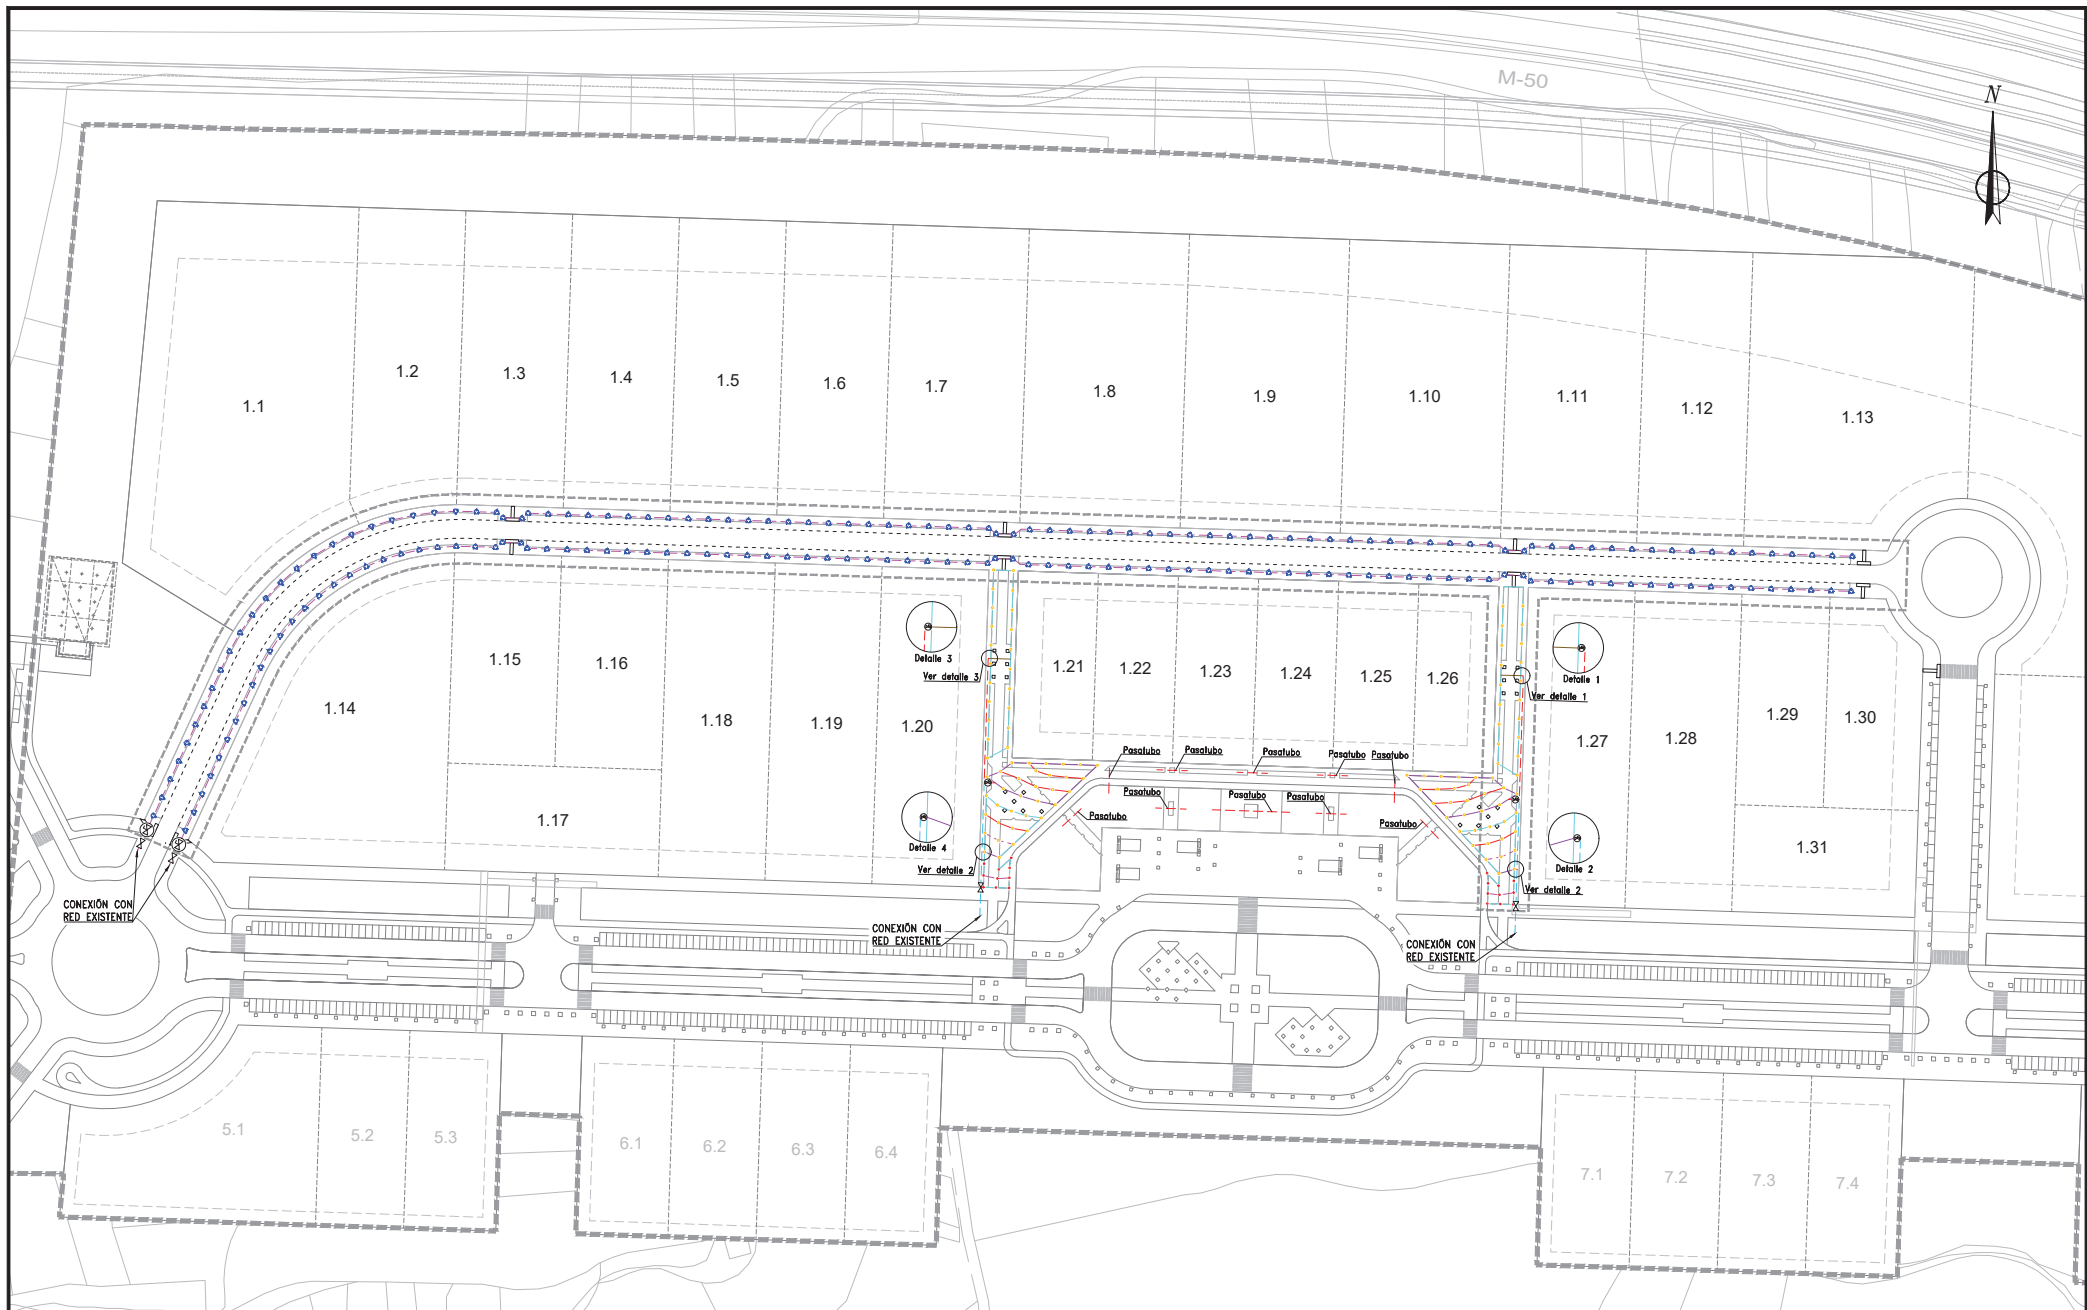 M-50
N
1.1
1.2
1.3
1.4
1.5
1.6
1.7
1.8
1.9
1.10
1.11
1.12
1.13
1.14
1.15
1.16
1.17
1.18
1.19
1.20
1.21
1.22
1.23
1.24
1.25
1.26
1.27
1.28
1.29
1.30
1.31
Detalle 3
Ver detalle 3
Detalle 4
Ver detalle 2
Detalle 1
Ver detalle 1
Detalle 2
Ver detalle 2
Pasatubo
Pasatubo
Pasatubo
Pasatubo
Pasatubo
Pasatubo
Pasatubo
Pasatubo
Pasatubo
Pasatubo
CONEXIÓN CON
RED EXISTENTE
CONEXIÓN CON
RED EXISTENTE
CONEXIÓN CON
RED EXISTENTE
5.1
5.2
5.3
6.1
6.2
6.3
6.4
7.1
7.2
7.3
7.4